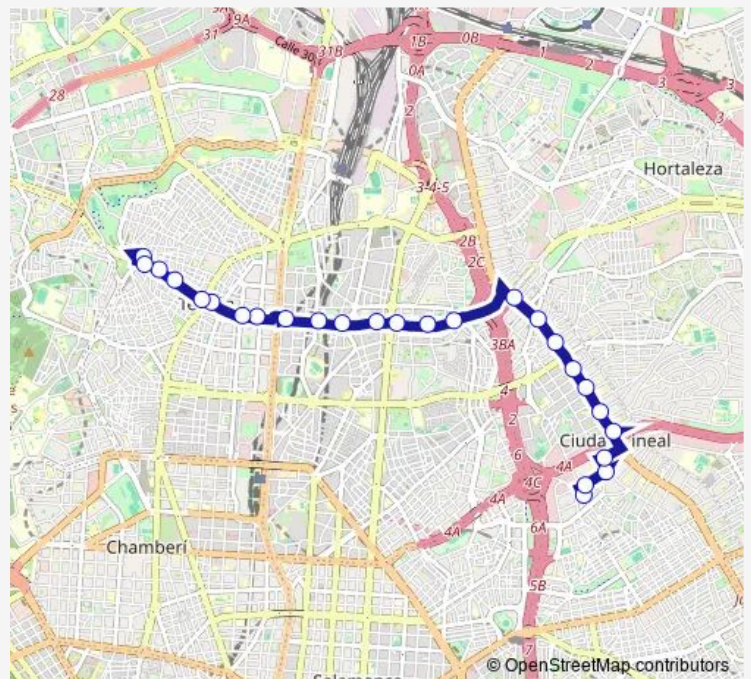 9A
31
Calle 30
31B
1B
0B
1
2
3
3
28
0A
2
3
3-4-5
Hortaleza
2B
2C
3BA
4
2
Ciuda
ineal
6
4A
4C
4A
4A
6A
Chamberí
5B
7
© OpenStreetMap contributors